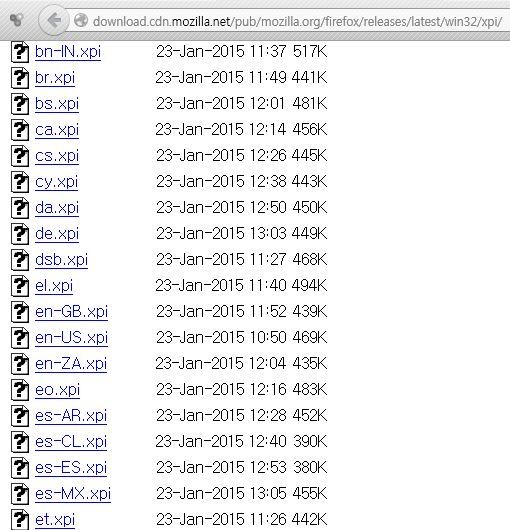 download.cdn.mozilla.net/pub/mozilla.org/firefox/releases/latest/win32/xpi/
bn-IN.xpi 23-Jan-2015 11:37 517K
br.xpi 23-Jan-2015 11:49 441K
bs.xpi 23-Jan-2015 12:01 481K
ca.xpi 23-Jan-2015 12:14 456K
cs.xpi 23-Jan-2015 12:26 445K
cy.xpi 23-Jan-2015 12:38 443K
da.xpi 23-Jan-2015 12:50 450K
de.xpi 23-Jan-2015 13:03 449K
dsb.xpi 23-Jan-2015 11:27 468K
el.xpi 23-Jan-2015 11:40 494K
en-GB.xpi 23-Jan-2015 11:52 439K
en-US.xpi 23-Jan-2015 10:50 469K
en-ZA.xpi 23-Jan-2015 12:04 435K
eo.xpi 23-Jan-2015 12:16 483K
es-AR.xpi 23-Jan-2015 12:28 452K
es-CL.xpi 23-Jan-2015 12:40 390K
es-ES.xpi 23-Jan-2015 12:53 380K
es-MX.xpi 23-Jan-2015 13:05 455K
et.xpi 23-Jan-2015 11:26 442K